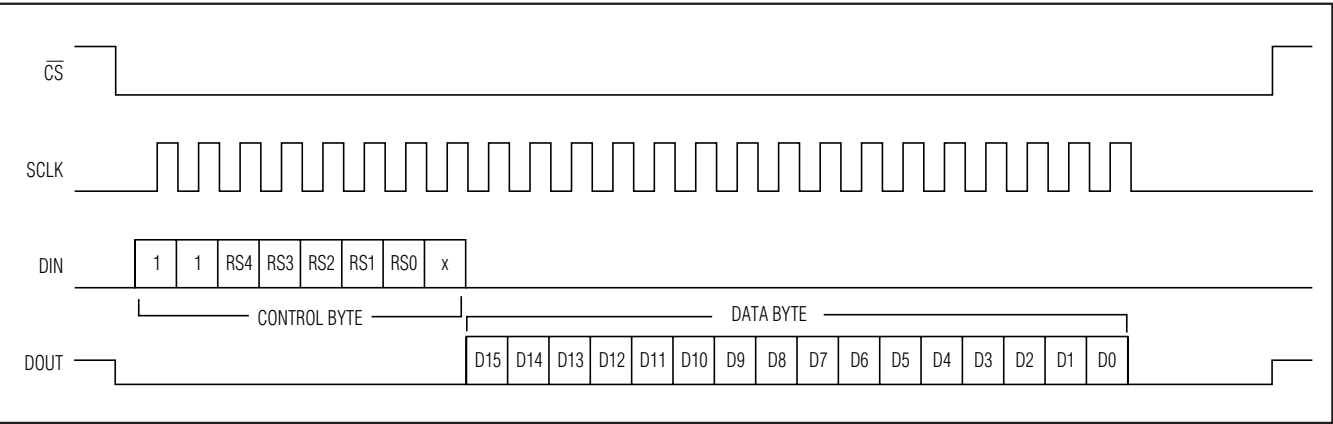 C̅S̅
SCLK
DIN 1 1 RS4 RS3 RS2 RS1 RS0 x
CONTROL BYTE DATA BYTE
DOUT D15 D14 D13 D12 D11 D10 D9 D8 D7 D6 D5 D4 D3 D2 D1 D0